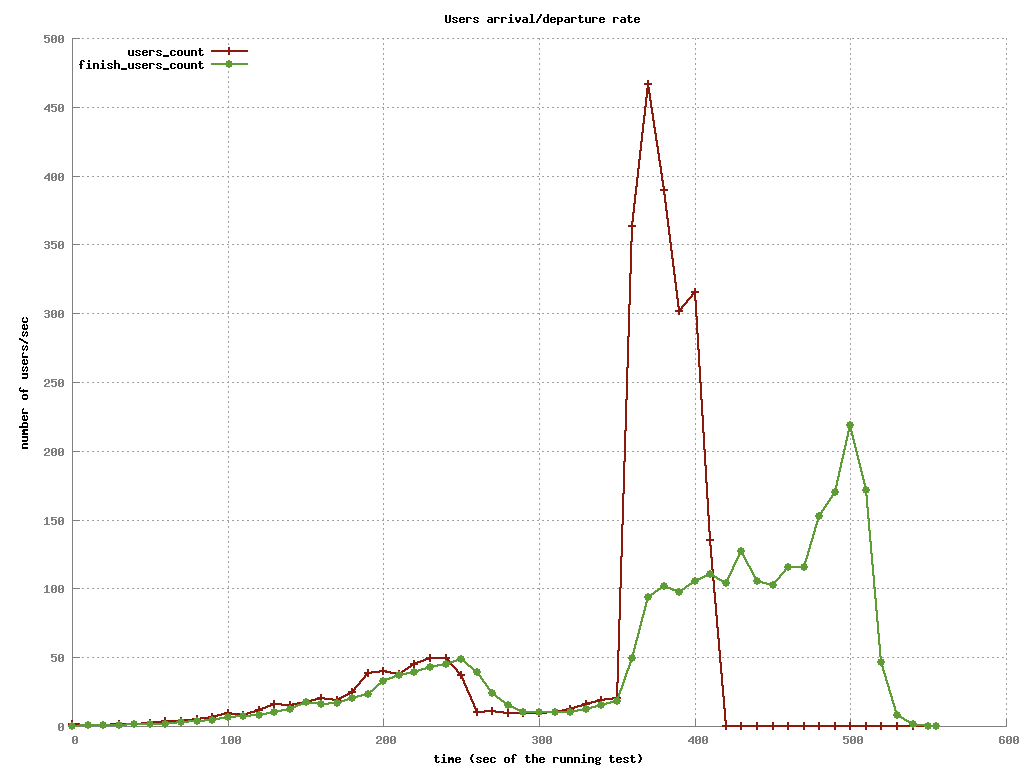 Users arrival/departure rate
users_count
finish_users_count
500
450
400
350
300
250
200
150
100
50
0
number of users/sec
0 100 200 300 400 500 600
time (sec of the running test)